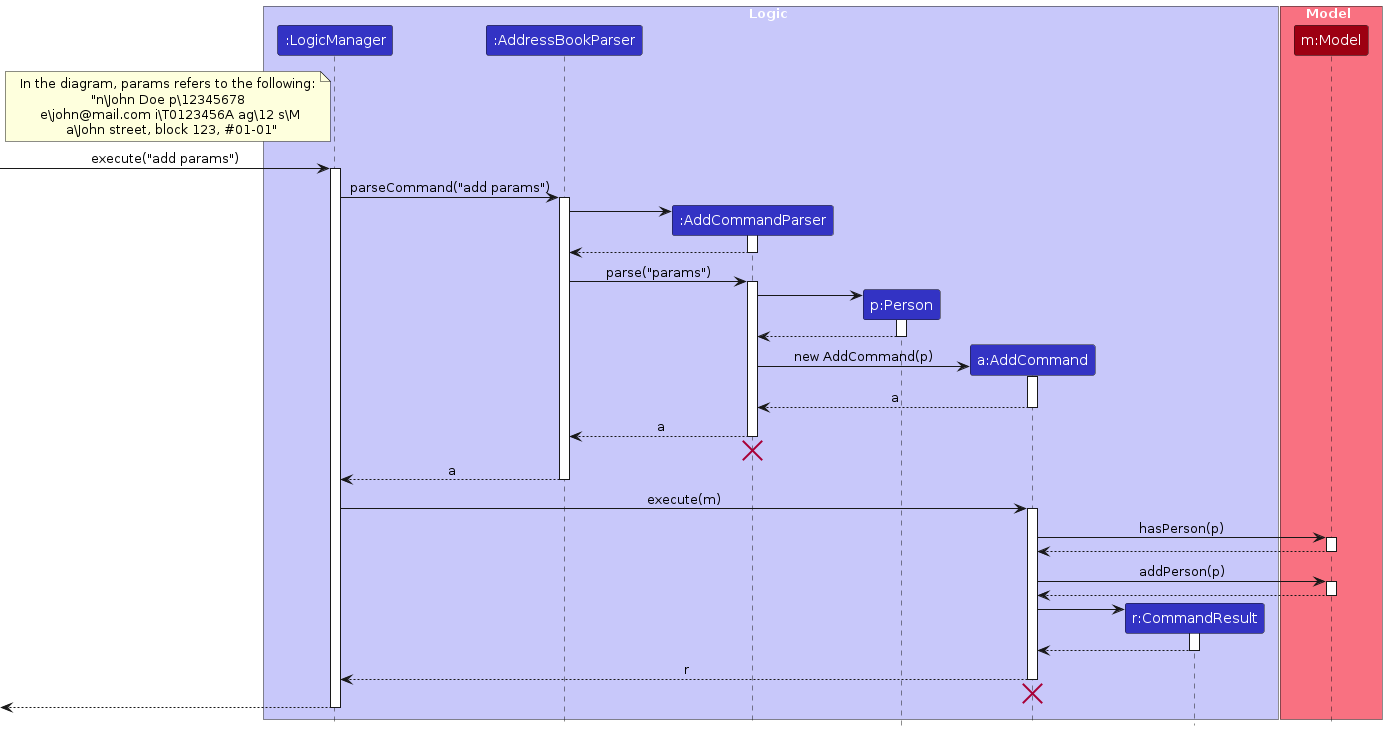 Logic
Model
:LogicManager
:AddressBookParser
m:Model
In the diagram, params refers to the following:
"n\John Doe p\12345678
e\john@mail.com i\T0123456A ag\12 s\M
a\John street, block 123, #01-01"
execute("add params")
parseCommand("add params")
:AddCommandParser
parse("params")
p:Person
new AddCommand(p)
a:AddCommand
a
a
a
execute(m)
hasPerson(p)
addPerson(p)
r:CommandResult
r